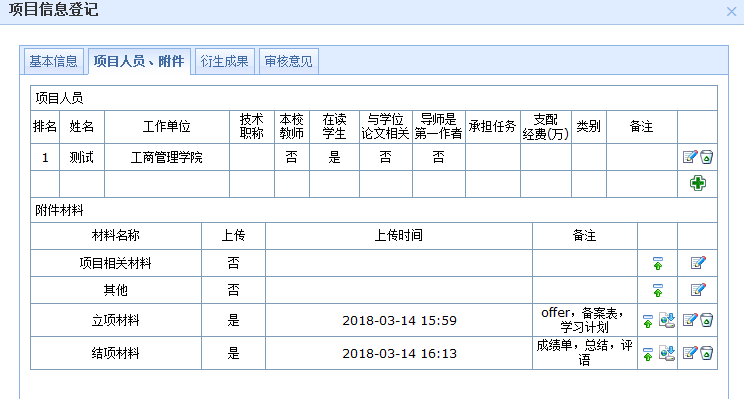 项目信息登记
基本信息 项目人员、附件 衍生成果 审核意见
项目人员
排名 姓名 工作单位 技术职称 本校教师 在读学生 与学位论文相关 导师是第一作者 承担任务 支配经费(万) 类别 备注
1 测试 工商管理学院 否 是 否 否
附件材料
材料名称 上传 上传时间 备注
项目相关材料 否
其他 否
立项材料 是 2018-03-14 15:59 offer，备案表，学习计划
结项材料 是 2018-03-14 16:13 成绩单，总结，评语